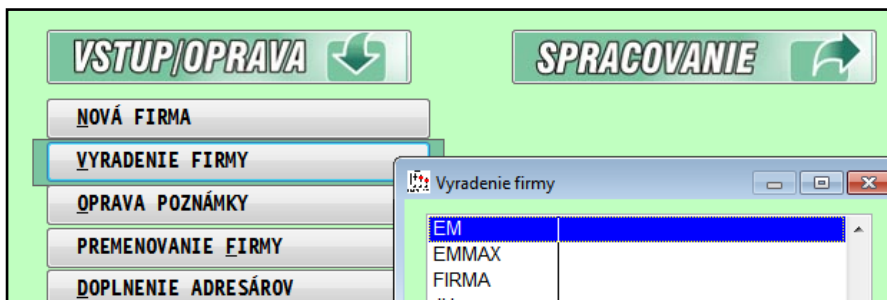 VSTUP/OPRAVA
SPRACOVANIE
NOVÁ FIRMA
VYRADENIE FIRMY
OPRAVA POZNÁMKY
PREMENOVANIE FIRMY
DOPLNENIE ADRESÁROV
Vyradenie firmy
EM
EMMAX
FIRMA